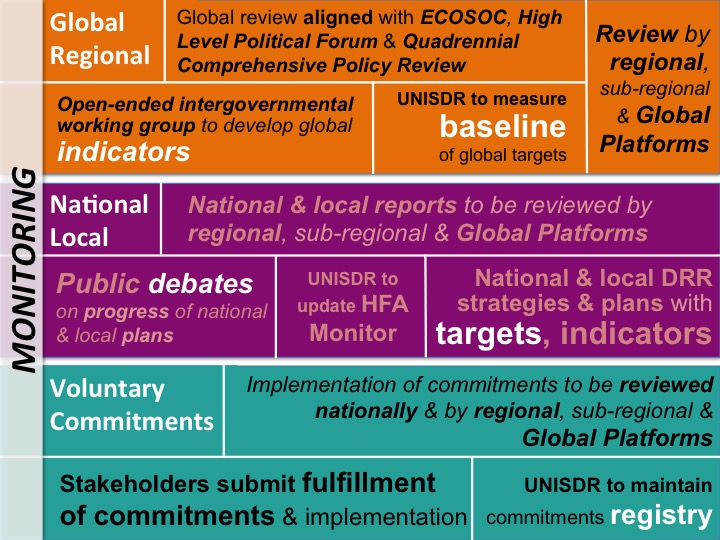 MONITORING
Global
Regional
Global review aligned with ECOSOC, High
Level Political Forum & Quadrennial
Comprehensive Policy Review
Review by
regional,
sub-regional
& Global
Platforms
Open-ended intergovernmental
working group to develop global
indicators
UNISDR to measure
baseline
of global targets
National
Local
National & local reports to be reviewed by
regional, sub-regional & Global Platforms
Public debates
on progress of national
& local plans
UNISDR to
update HFA
Monitor
National & local DRR
strategies & plans with
targets, indicators
Voluntary
Commitments
Implementation of commitments to be reviewed
nationally & by regional, sub-regional &
Global Platforms
Stakeholders submit fulfillment
of commitments & implementation
UNISDR to maintain
commitments registry